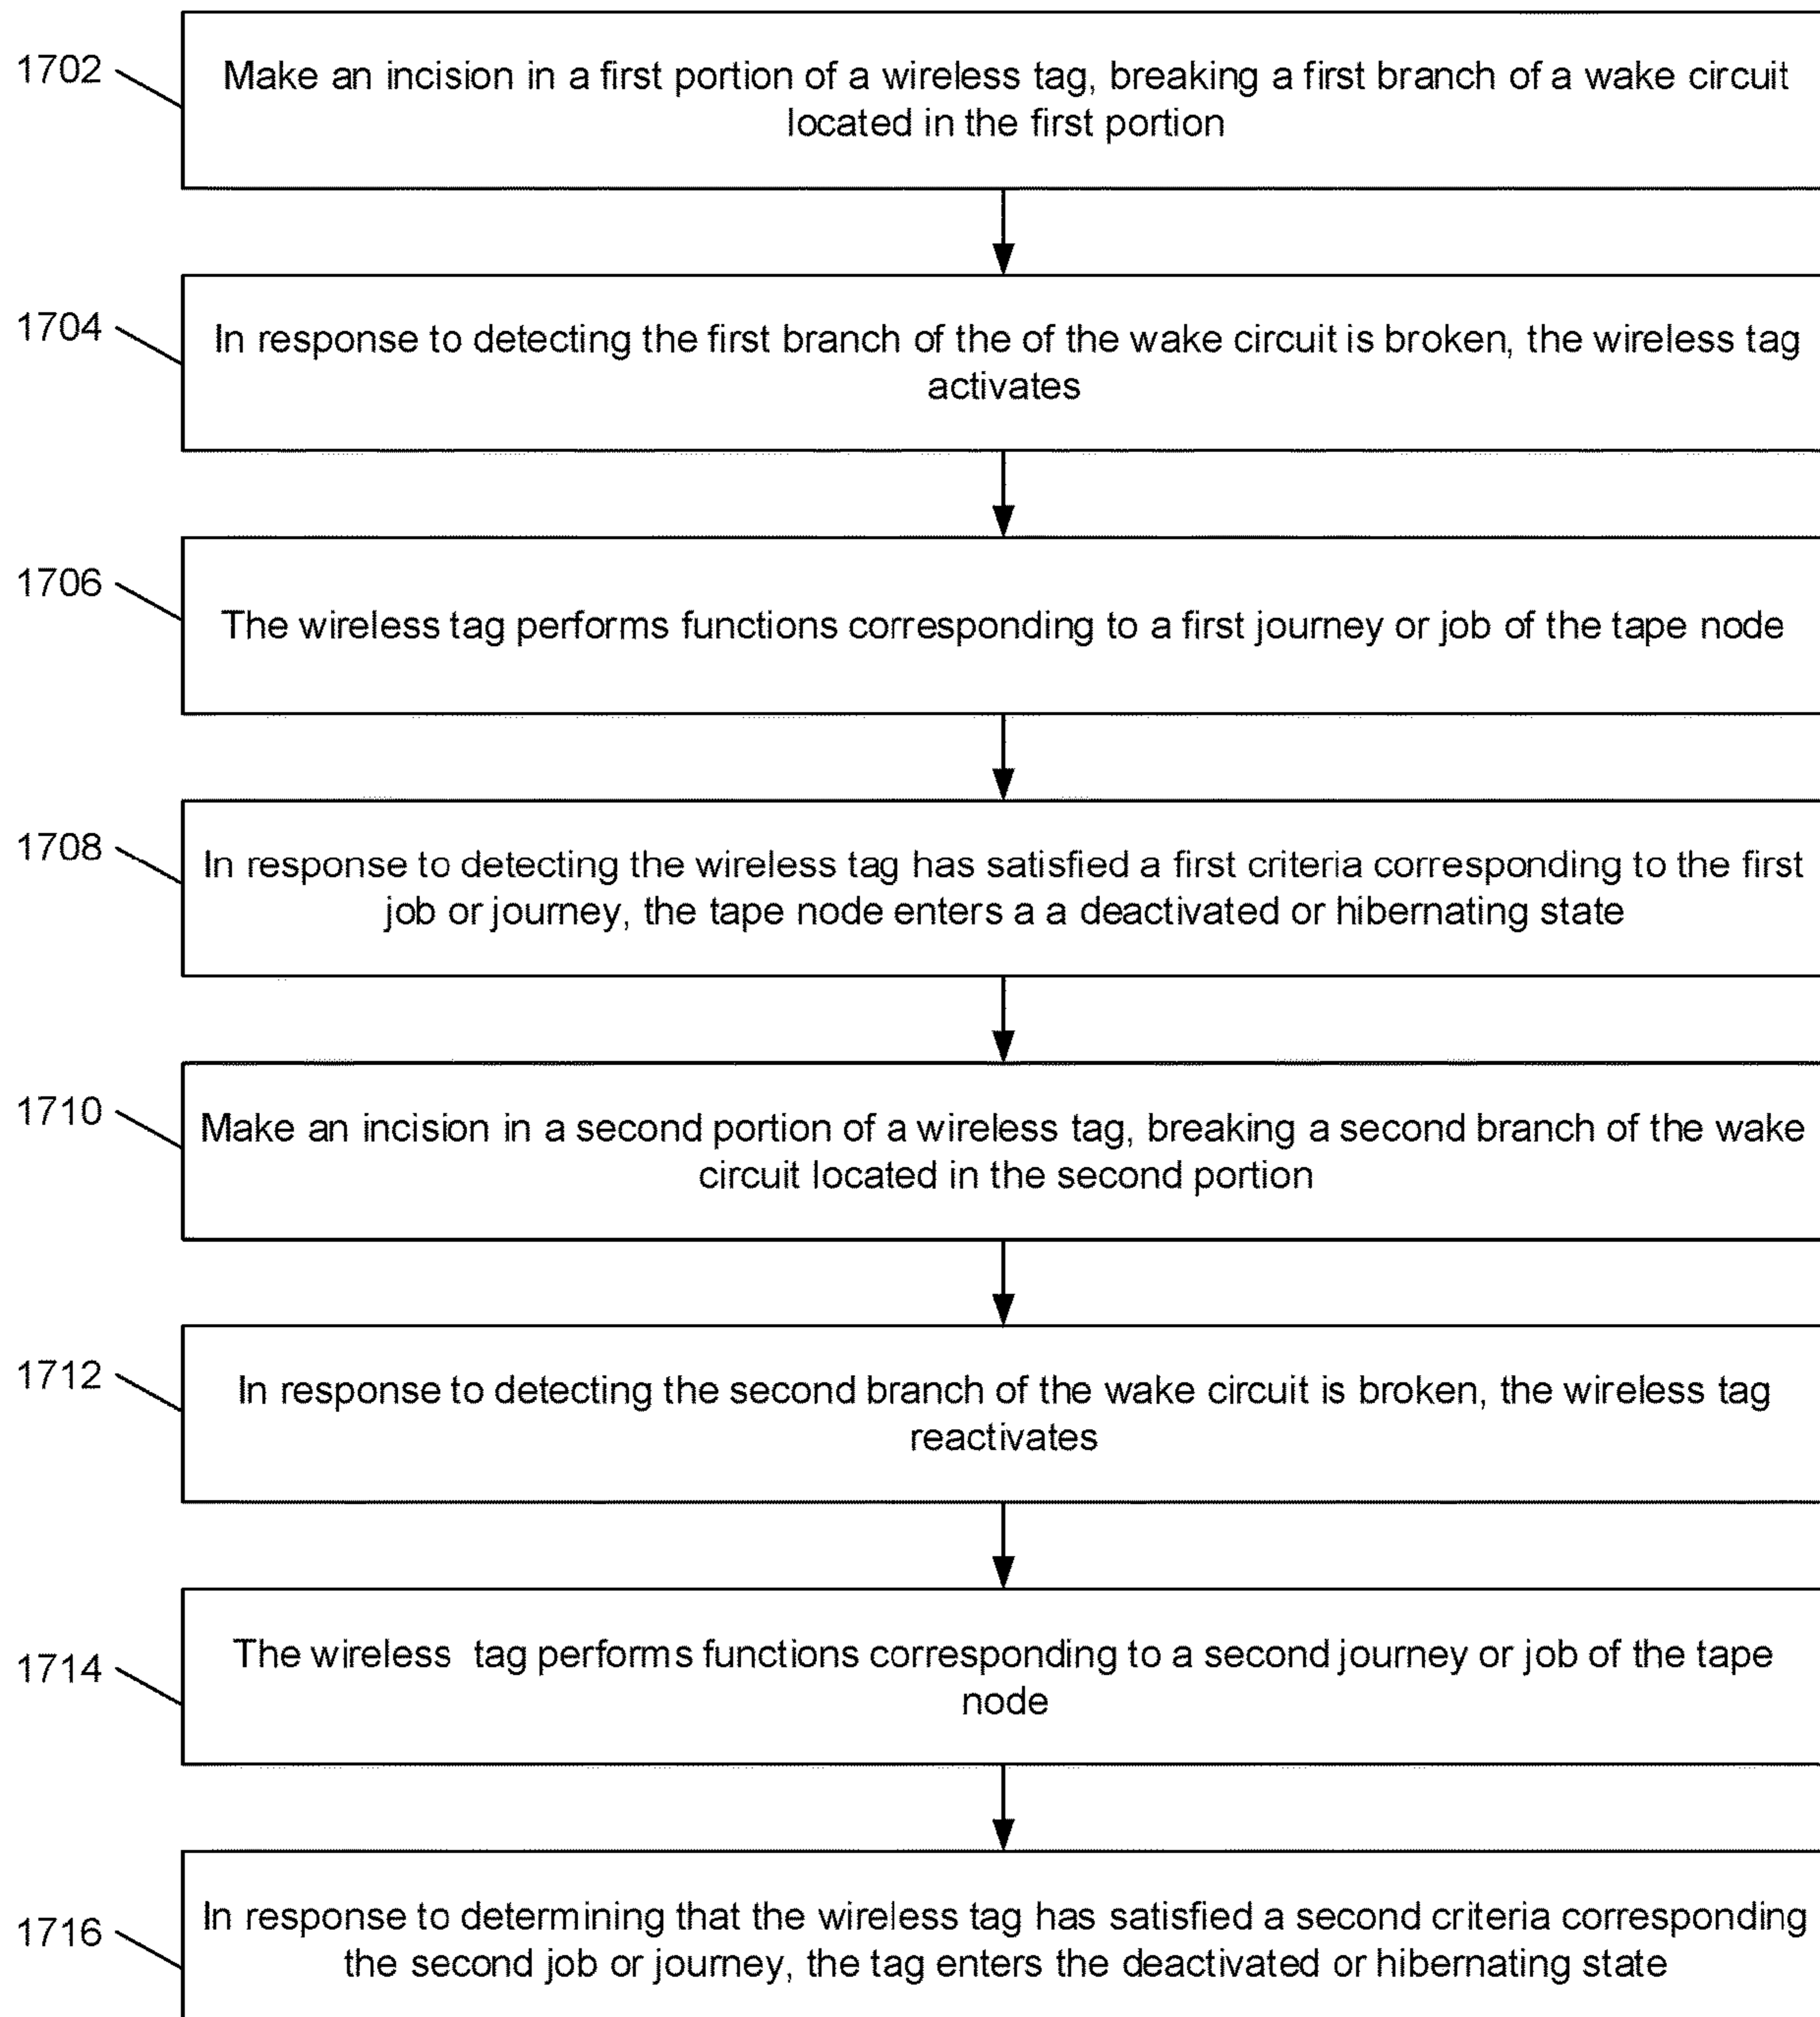 1702
Make an incision in a first portion of a wireless tag, breaking a first branch of a wake circuit
located in the first portion
1704
In response to detecting the first branch of the of the wake circuit is broken, the wireless tag
activates
1706
The wireless tag performs functions corresponding to a first journey or job of the tape node
1708
In response to detecting the wireless tag has satisfied a first criteria corresponding to the first
job or journey, the tape node enters a a deactivated or hibernating state
1710
Make an incision in a second portion of a wireless tag, breaking a second branch of the wake
circuit located in the second portion
1712
In response to detecting the second branch of the wake circuit is broken, the wireless tag
reactivates
1714
The wireless tag performs functions corresponding to a second journey or job of the tape
node
1716
In response to determining that the wireless tag has satisfied a second criteria corresponding
the second job or journey, the tag enters the deactivated or hibernating state